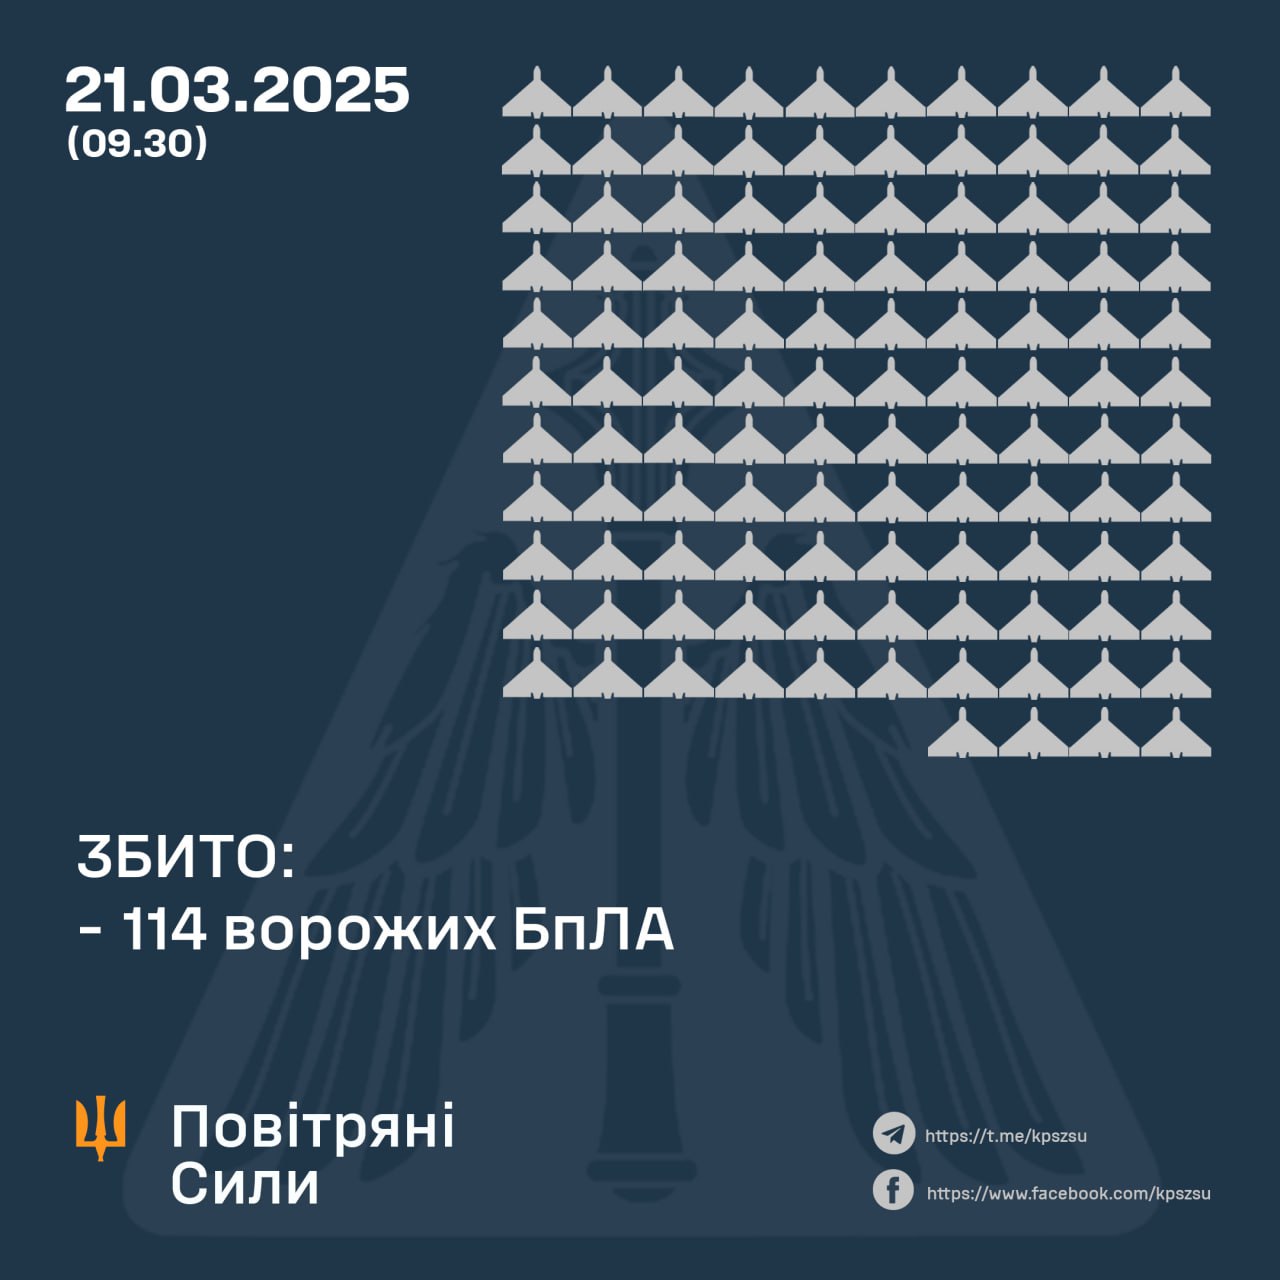 21.03.2025
(09.30)
ЗБИТО:
- 114 ворожих БпЛА
Повітряні
Сили
https://t.me/kpszsu
https://www.facebook.com/kpszsu